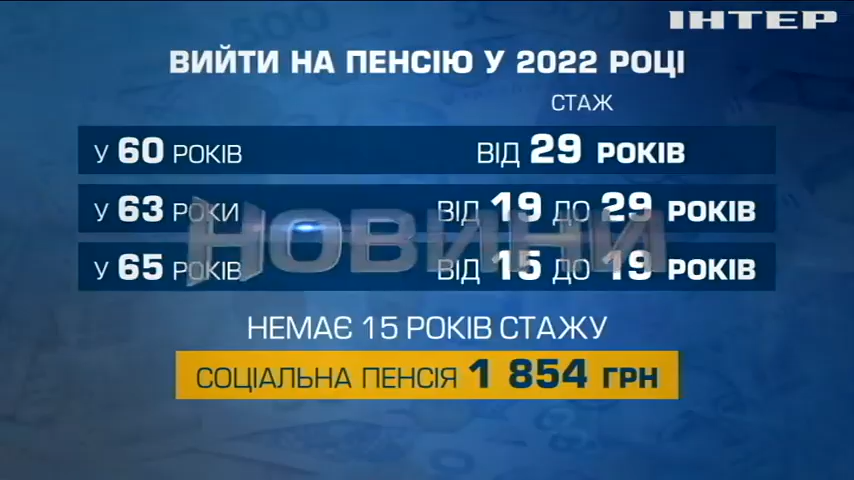 ІНТЕР
ВИЙТИ НА ПЕНСІЮ У 2022 РОЦІ
СТАЖ
У 60 РОКІВ ВІД 29 РОКІВ
У 63 РОКИ ВІД 19 ДО 29 РОКІВ
НОВИНИ
У 65 РОКІВ ВІД 15 ДО 19 РОКІВ
НЕМАЄ 15 РОКІВ СТАЖУ
СОЦІАЛЬНА ПЕНСІЯ 1 854 ГРН